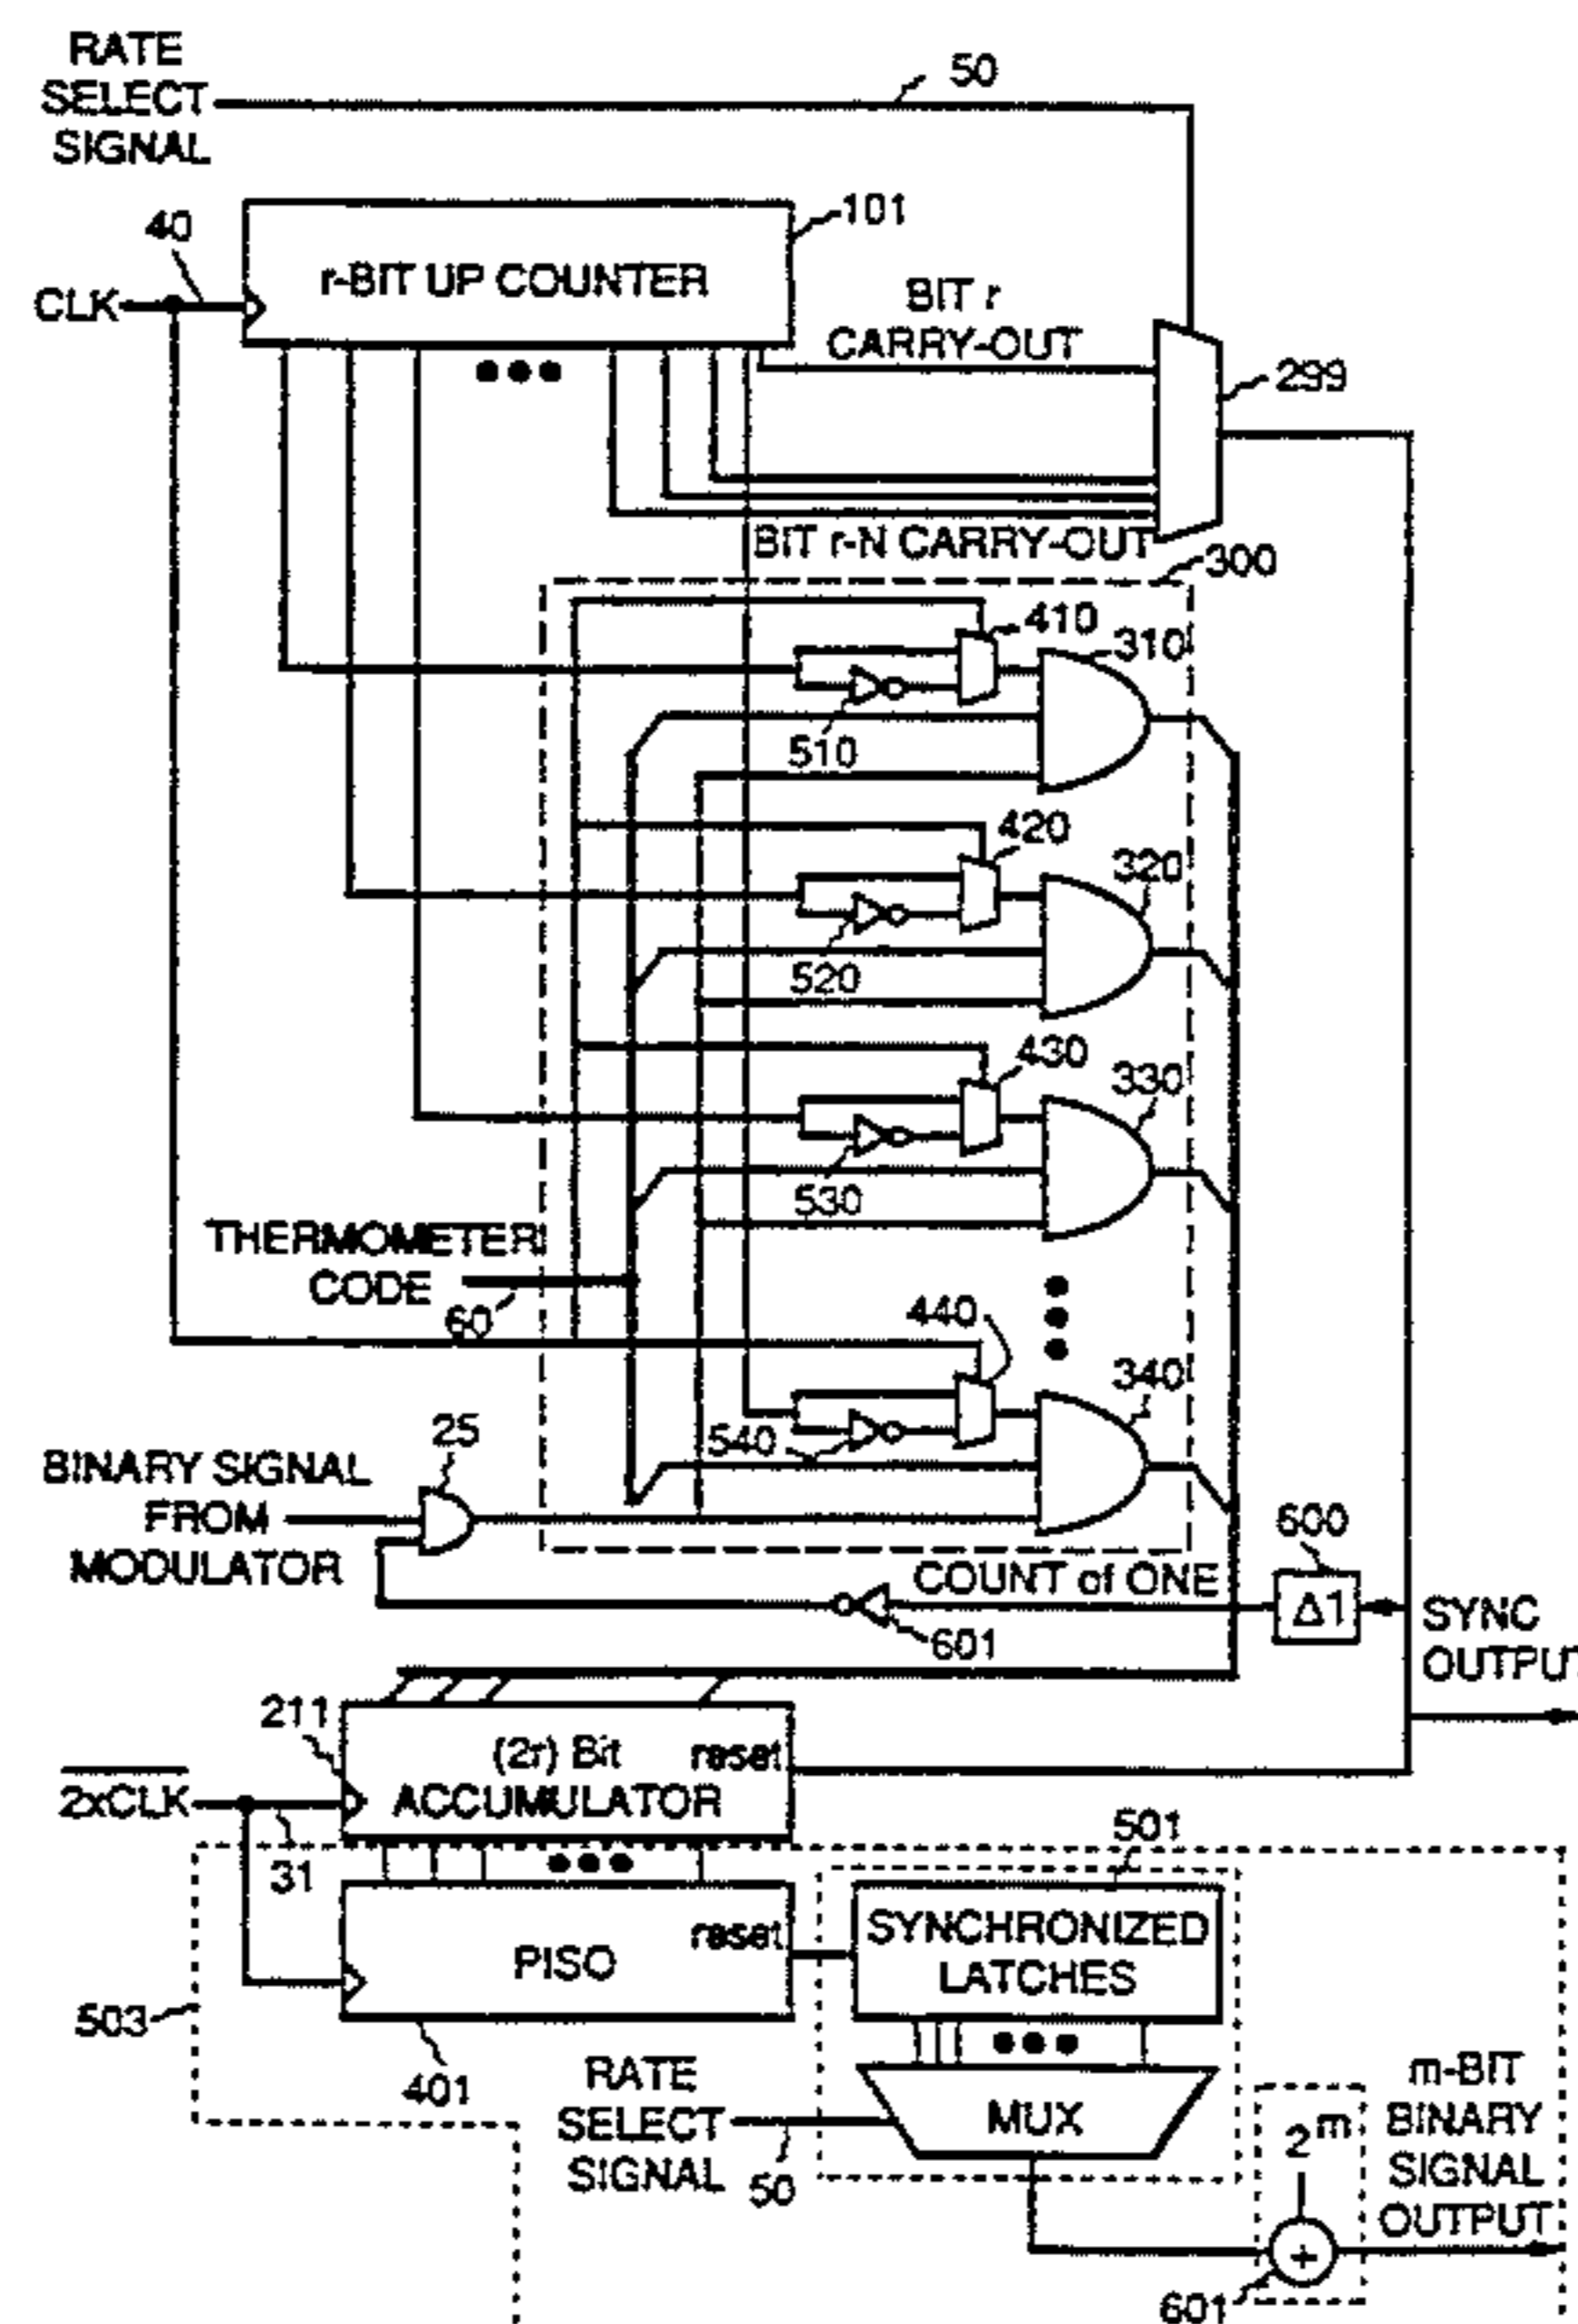 RATE
SELECT
SIGNAL
50
40
CLK
r-BIT UP COUNTER
101
BIT r
CARRY-OUT
299
BIT r-N CARRY-OUT
300
410
310
510
420
320
520
430
330
530
THERMOMETER
CODE
60
440
340
540
25
BINARY SIGNAL
FROM
MODULATOR
COUNT of ONE
600
Δ1
601
SYNC
OUTPUT
211
(2r) Bit
ACCUMULATOR
reset
2xCLK
31
501
PISO
reset
SYNCHRONIZED
LATCHES
503
401
RATE
SELECT
SIGNAL
50
MUX
2^m
+
601
m-BIT
BINARY
SIGNAL
OUTPUT